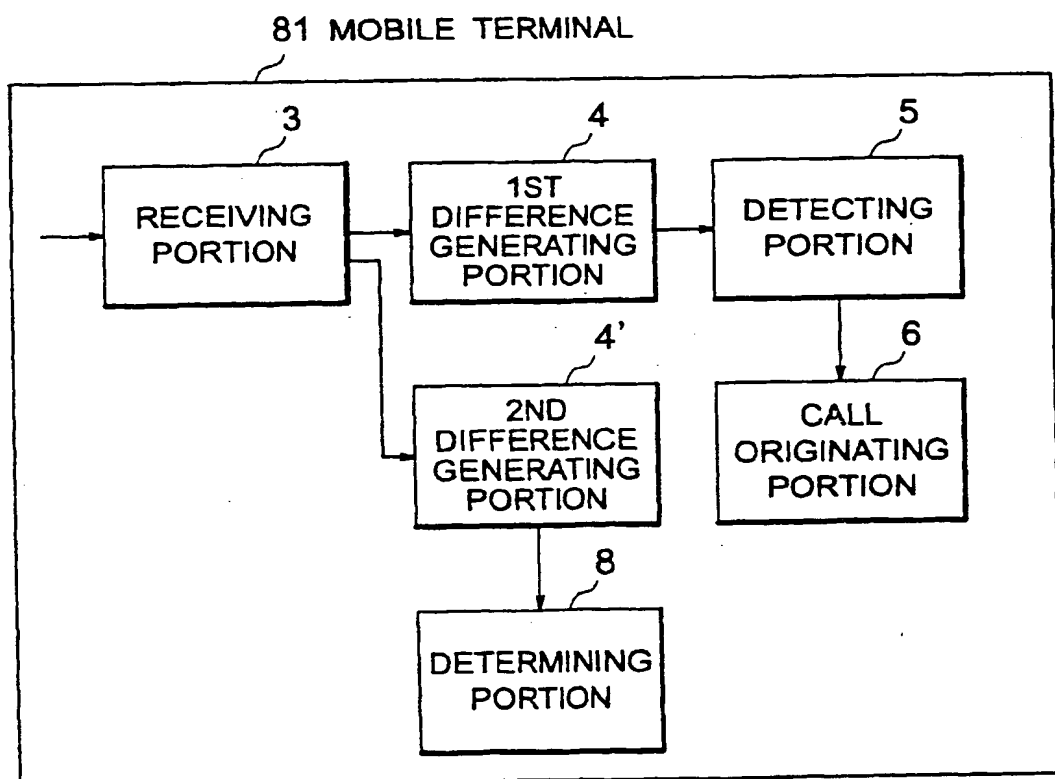 81 MOBILE TERMINAL
3
RECEIVING
PORTION
4
1ST
DIFFERENCE
GENERATING
PORTION
5
DETECTING
PORTION
4'
2ND
DIFFERENCE
GENERATING
PORTION
6
CALL
ORIGINATING
PORTION
8
DETERMINING
PORTION